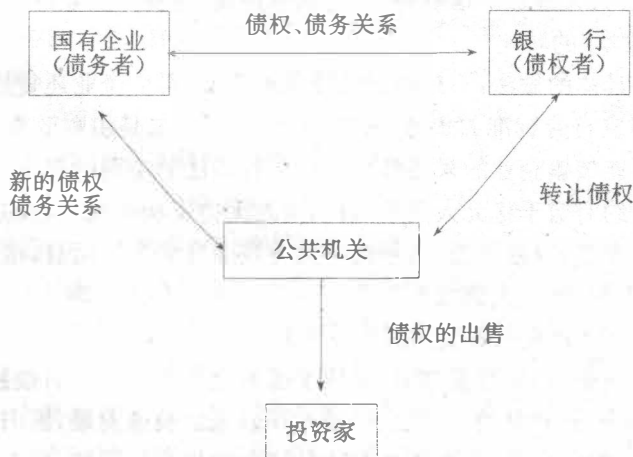 债权、债务关系
国有企业
（债务者）
银 行
（债权者）
新的债权
债务关系
转让债权
公共机关
债权的出售
投资家